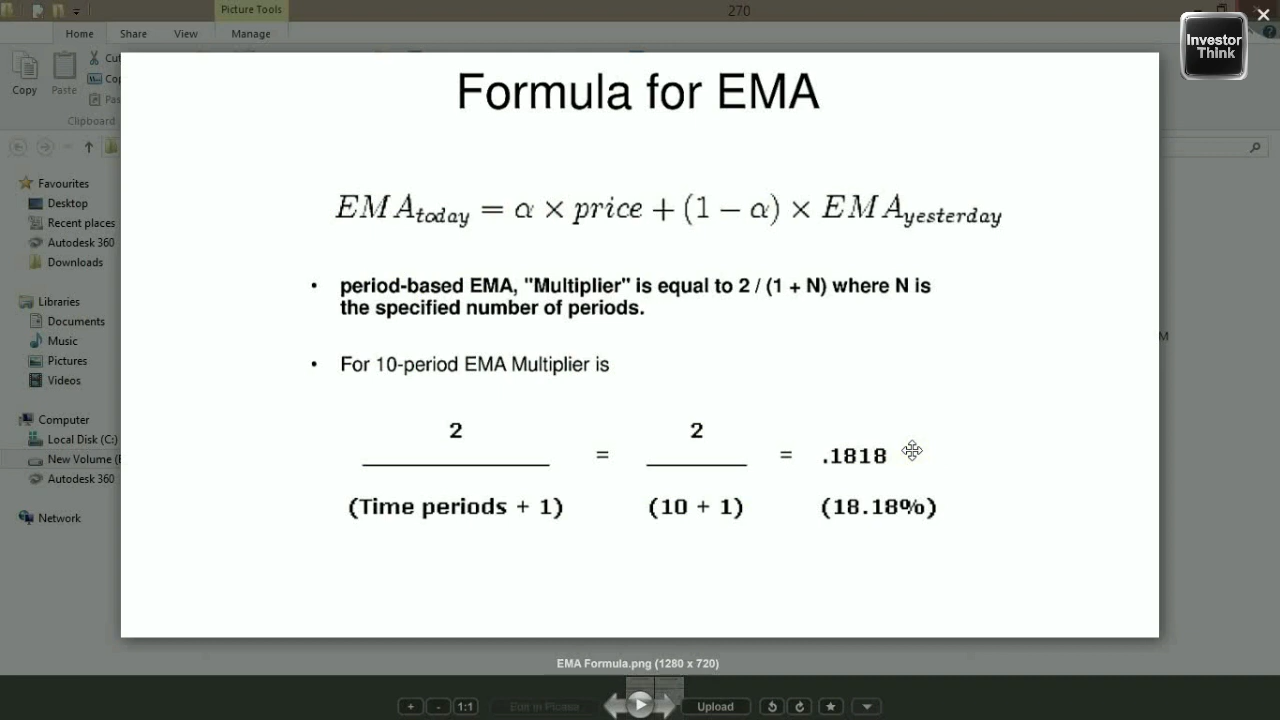 Picture Tools
270
Home
Share
View
Manage
Investor
Think
Copy
Paste
Clipboard
Formula for EMA
EMA_today = α × price + (1 − α) × EMA_yesterday
• period-based EMA, "Multiplier" is equal to 2 / (1 + N) where N is
the specified number of periods.
• For 10-period EMA Multiplier is
2 2
= = .1818
(Time periods + 1) (10 + 1) (18.18%)
Favourites
Desktop
Recent places
Autodesk 360
Downloads
Libraries
Documents
Music
Pictures
Videos
Computer
Local Disk (C:)
New Volume (
Autodesk 360
Network
EMA Formula.png (1280 x 720)
+ - 1:1 Edit in Picasa Upload